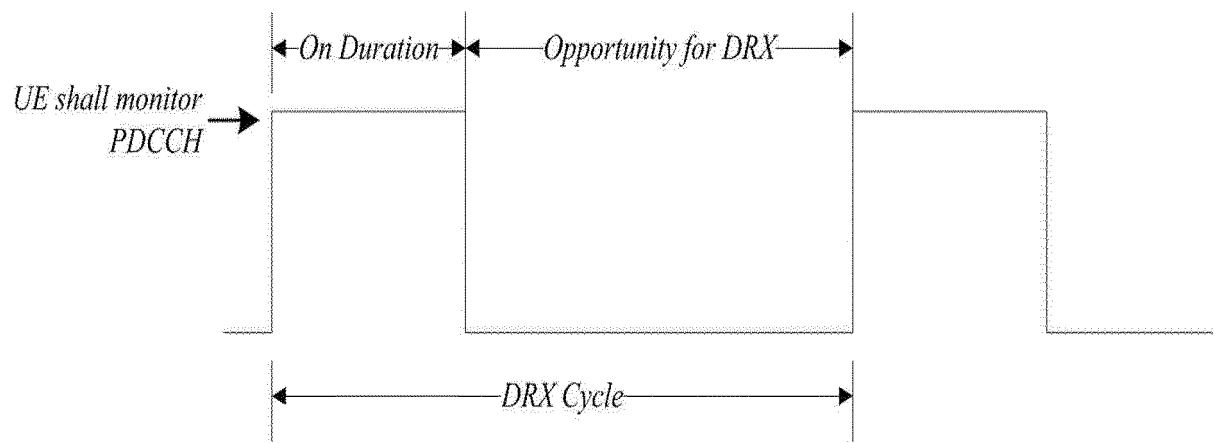 On Duration
Opportunity for DRX
UE shall monitor
PDCCH
DRX Cycle